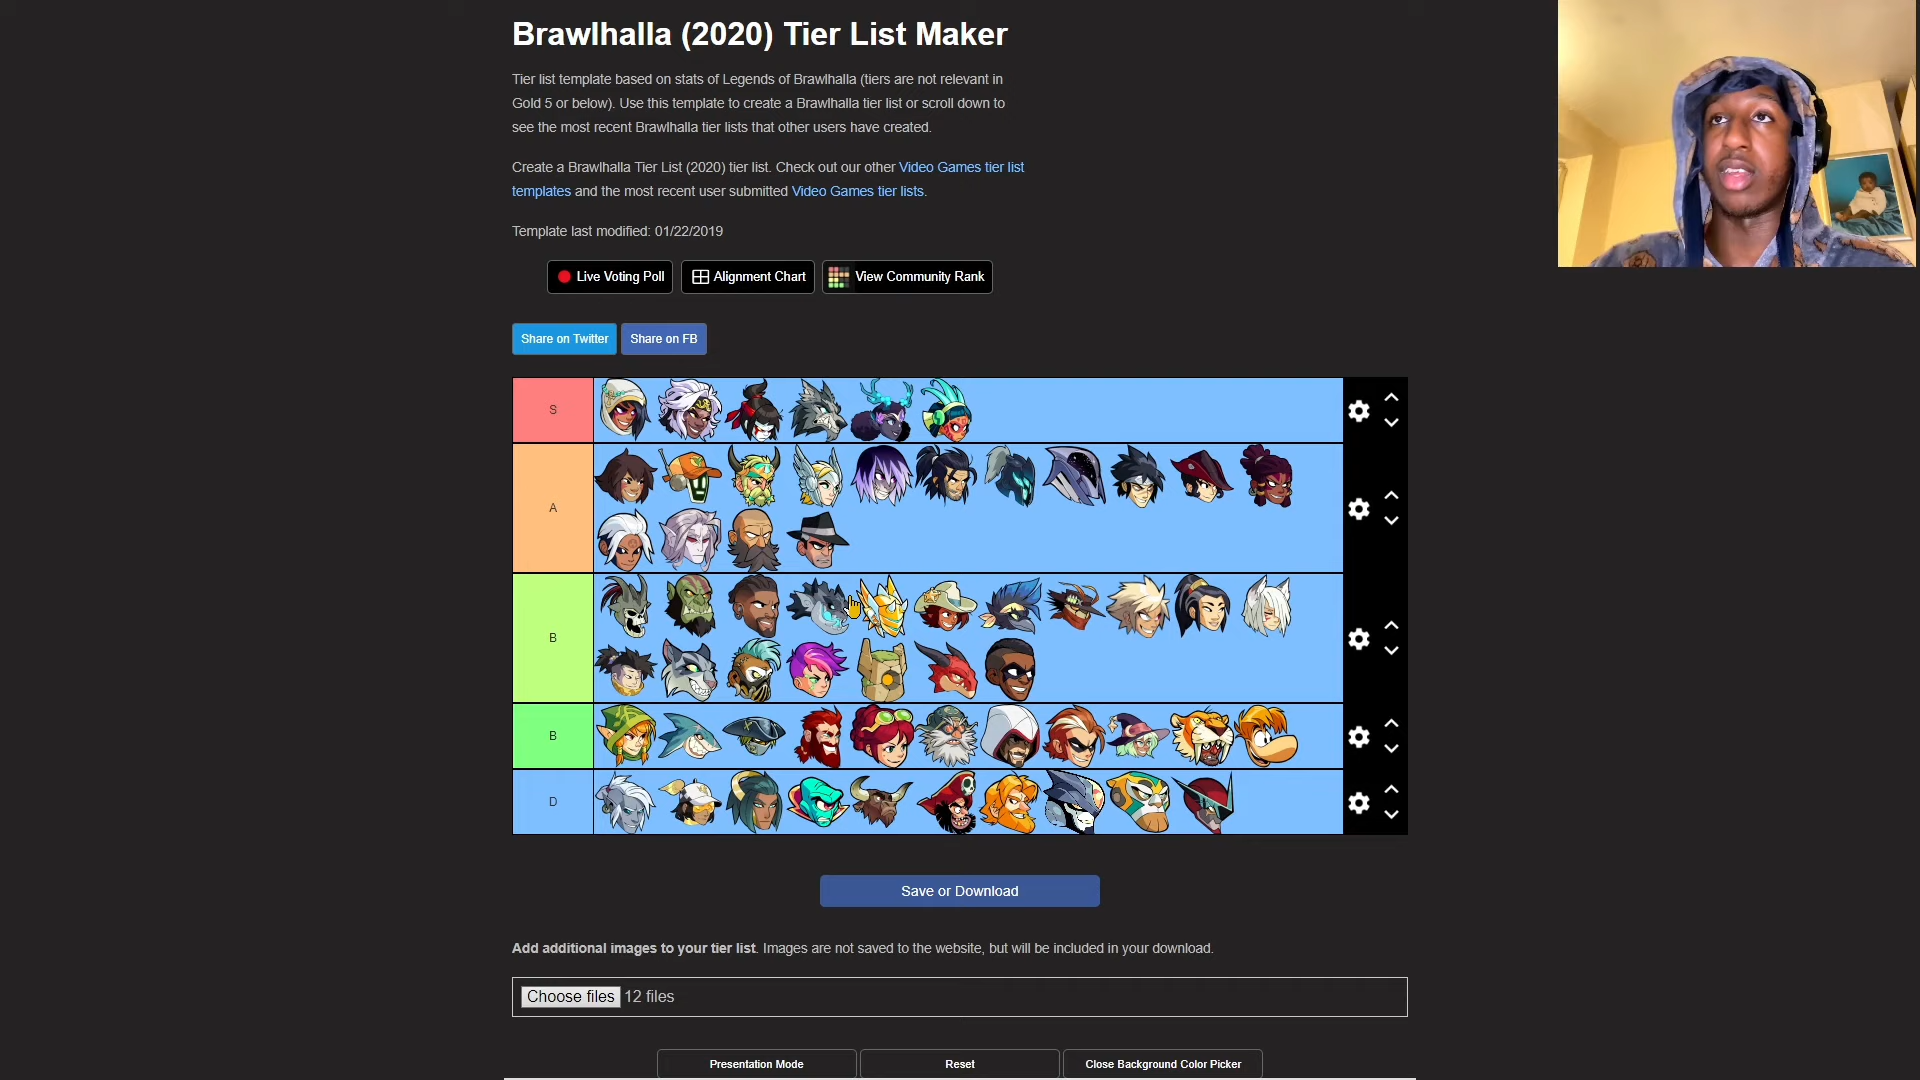 Brawlhalla (2020) Tier List Maker
Tier list template based on stats of Legends of Brawlhalla (tiers are not relevant in
Gold 5 or below). Use this template to create a Brawlhalla tier list or scroll down to
see the most recent Brawlhalla tier lists that other users have created.
Create a Brawlhalla Tier List (2020) tier list. Check out our other Video Games tier list
templates and the most recent user submitted Video Games tier lists.
Template last modified: 01/22/2019
Live Voting Poll Alignment Chart View Community Rank
Share on Twitter Share on FB
S
A
B
B
D
Save or Download
Add additional images to your tier list. Images are not saved to the website, but will be included in your download.
Choose files 12 files
Presentation Mode Reset Close Background Color Picker